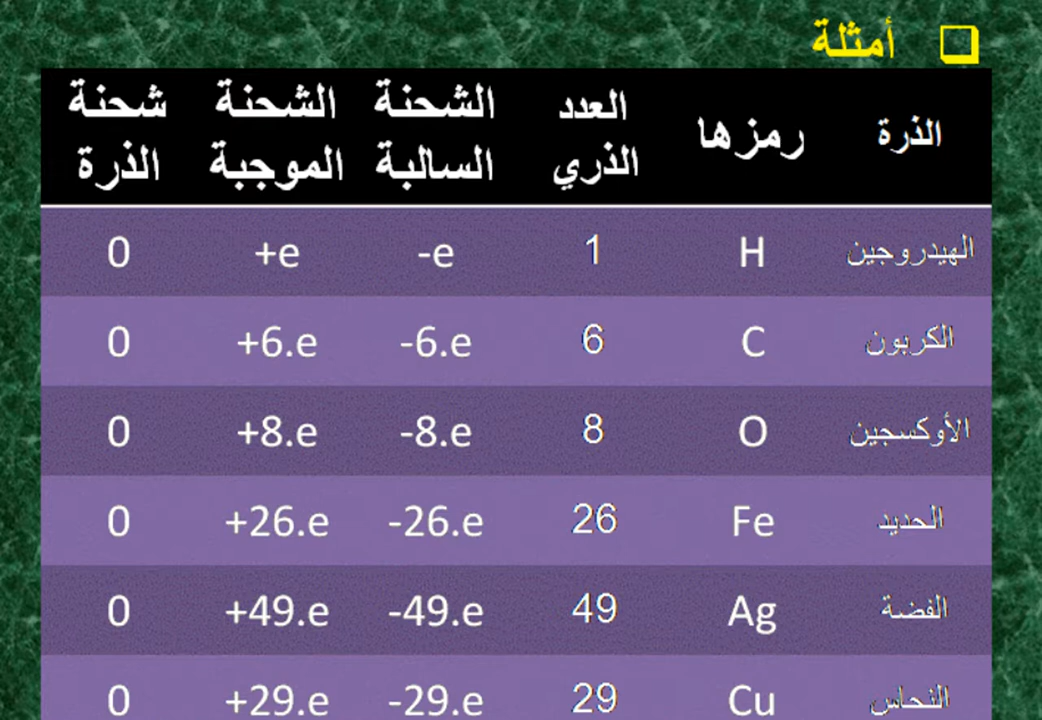 ❑ أمثلة
الذرة رمزها العدد الذري الشحنة السالبة الشحنة الموجبة شحنة الذرة
الهيدروجين H 1 -e +e 0
الكربون C 6 -6.e +6.e 0
الأوكسجين O 8 -8.e +8.e 0
الحديد Fe 26 -26.e +26.e 0
الفضة Ag 49 -49.e +49.e 0
النحاس Cu 29 -29.e +29.e 0